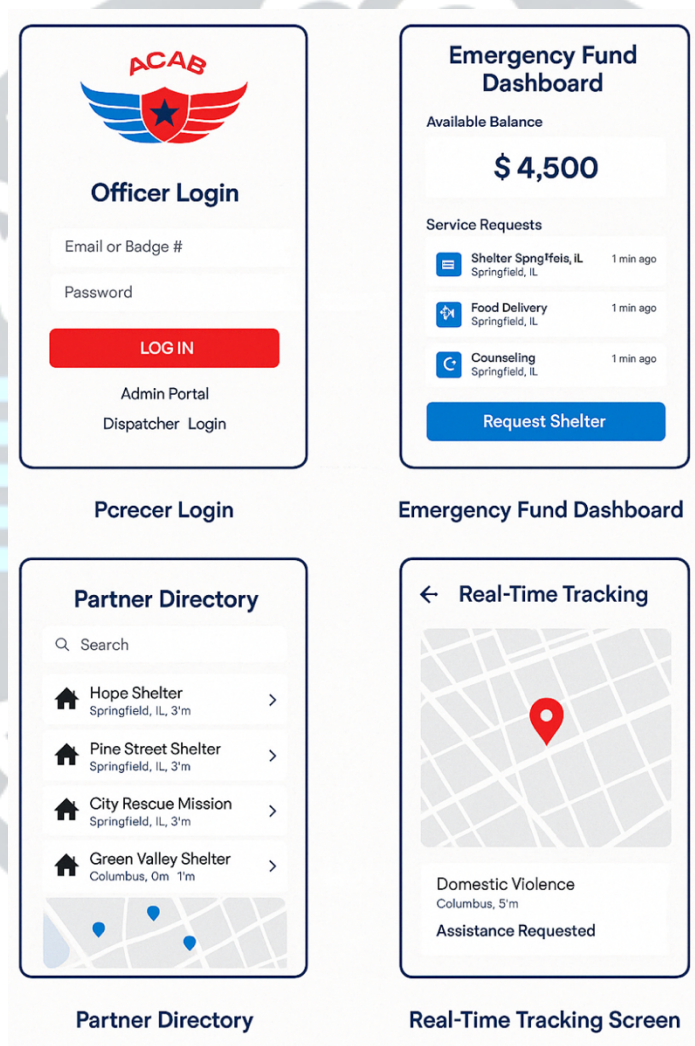 ACAB
Officer Login
Email or Badge #
Password
LOG IN
Admin Portal
Dispatcher Login
Pcrecer Login
Emergency Fund
Dashboard
Available Balance
$ 4,500
Service Requests
Shelter 1 min ago
Springfield, IL
Food Delivery 1 min ago
Springfield, IL
Counseling 1 min ago
Springfield, IL
Request Shelter
Emergency Fund Dashboard
Partner Directory
Search
Hope Shelter
Springfield, IL, 3'm
Pine Street Shelter
Springfield, IL, 3'm
City Rescue Mission
Springfield, IL, 3'm
Green Valley Shelter
Columbus, 0m 1'm
Partner Directory
Real-Time Tracking
Domestic Violence
Columbus, 5'm
Assistance Requested
Real-Time Tracking Screen